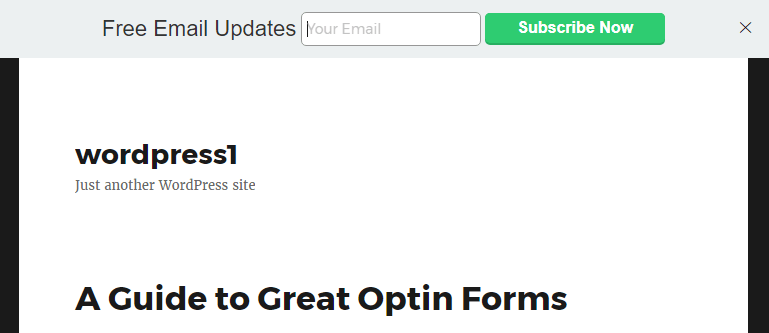 Free Email Updates Your Email Subscribe Now
wordpress1
Just another WordPress site
A Guide to Great Optin Forms